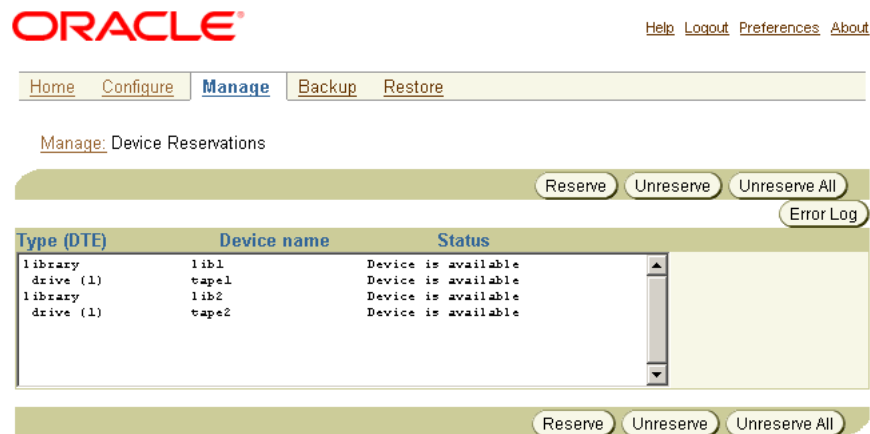 ORACLE
Help Logout Preferences About
Home Configure Manage Backup Restore
Manage: Device Reservations
Reserve Unreserve Unreserve All
Error Log
Type (DTE) Device name Status
library lib1 Device is available
drive (1) tape1 Device is available
library lib2 Device is available
drive (1) tape2 Device is available
Reserve Unreserve Unreserve All